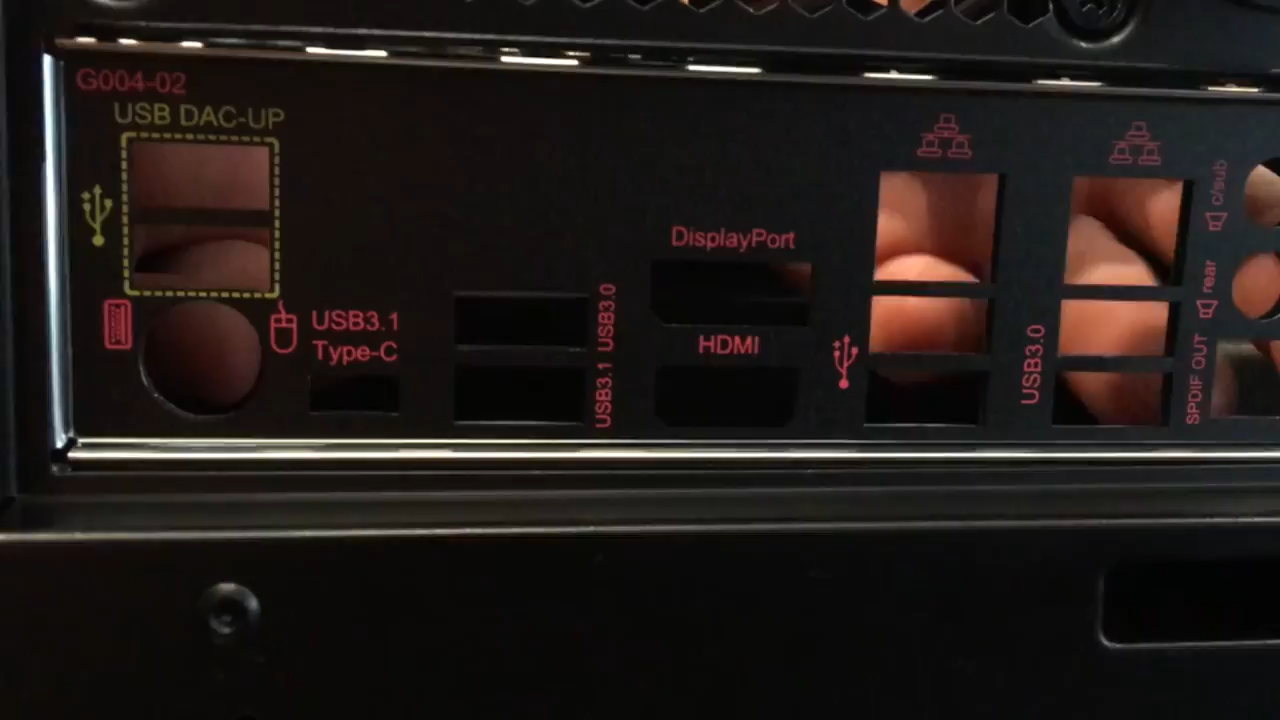 G004-02
USB DAC-UP
USB3.1
Type-C
USB3.0
USB3.1
DisplayPort
HDMI
USB3.0
c/sub
rear
SPDIF OUT